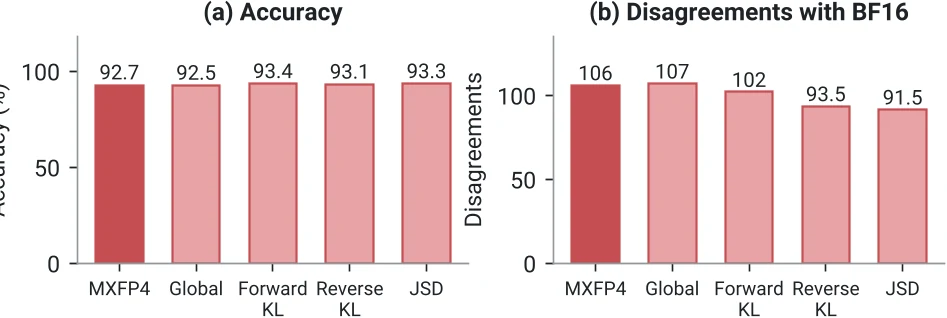 (a) Accuracy
Accuracy (%)
100
50
0
92.7
92.5
93.4
93.1
93.3
MXFP4
Global
Forward
KL
Reverse
KL
JSD
(b) Disagreements with BF16
Disagreements
100
50
0
106
107
102
93.5
91.5
MXFP4
Global
Forward
KL
Reverse
KL
JSD